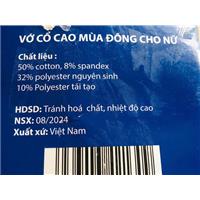 VỚ CỔ CAO MÙA ĐÔNG CHO NỮ
Chất liệu :
50% cotton, 8% spandex
32% polyester nguyên sinh
10% Polyester tái tạo
HDSD: Tránh hoá chất, nhiệt độ cao
NSX: 08/2024
Xuất xứ: Việt Nam